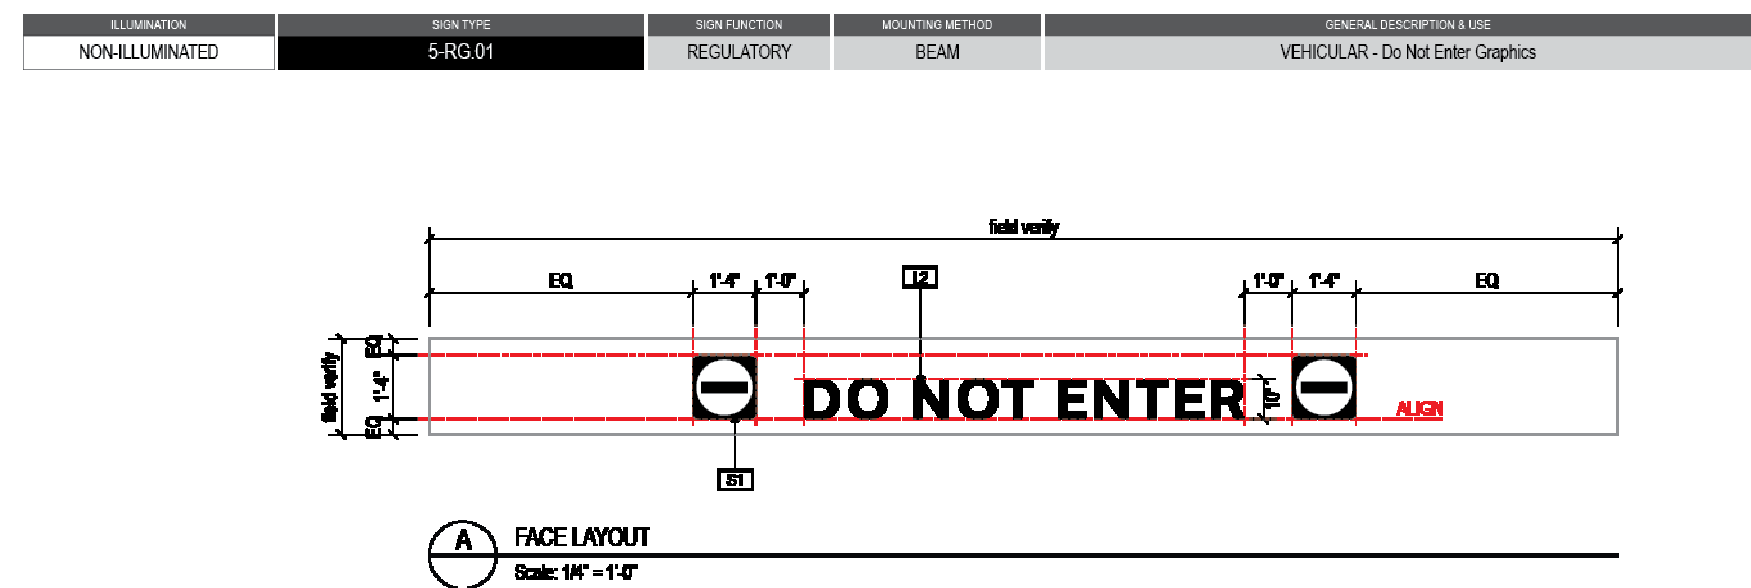 ILLUMINATION SIGN TYPE SIGN FUNCTION MOUNTING METHOD GENERAL DESCRIPTION & USE
NON-ILLUMINATED 5-RG.01 REGULATORY BEAM VEHICULAR - Do Not Enter Graphics
field verify
EQ 1'-4" 1'-0" L2 1'-0" 1'-4" EQ
field verify
EQ
1'-4"
EQ
DO NOT ENTER
10"
ALIGN
S1
A FACE LAYOUT
Scale: 1/4" = 1'-0"